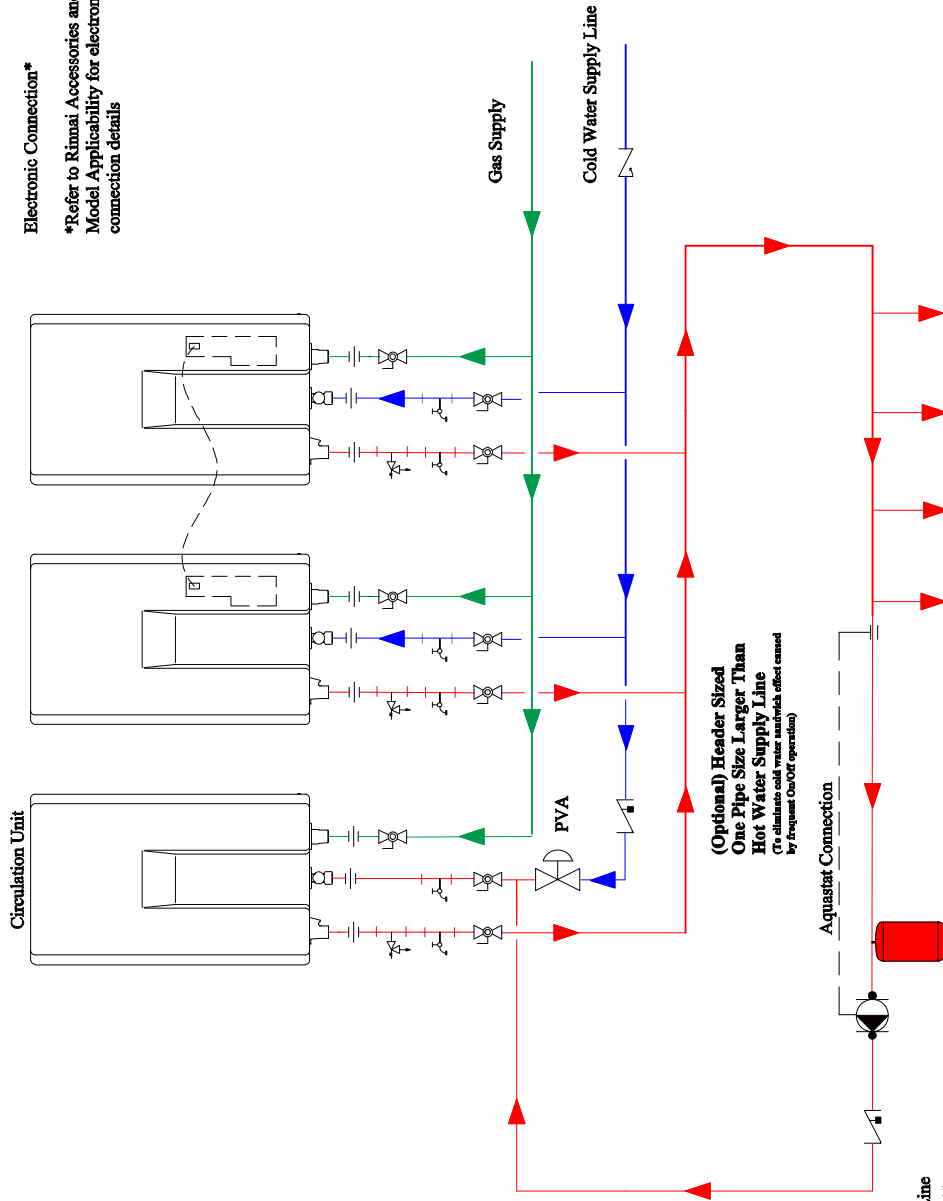 Electronic Connection*
*Refer to Rinnai Accessories and
Model Applicability for electron
connection details
Gas Supply
Cold Water Supply Line
Circulation Unit
PVA
(Optional) Header Sized
One Pipe Size Larger Than
Hot Water Supply Line
(To eliminate cold water sandwich effect caused
by frequent On/Off operation)
Aquastat Connection
Line